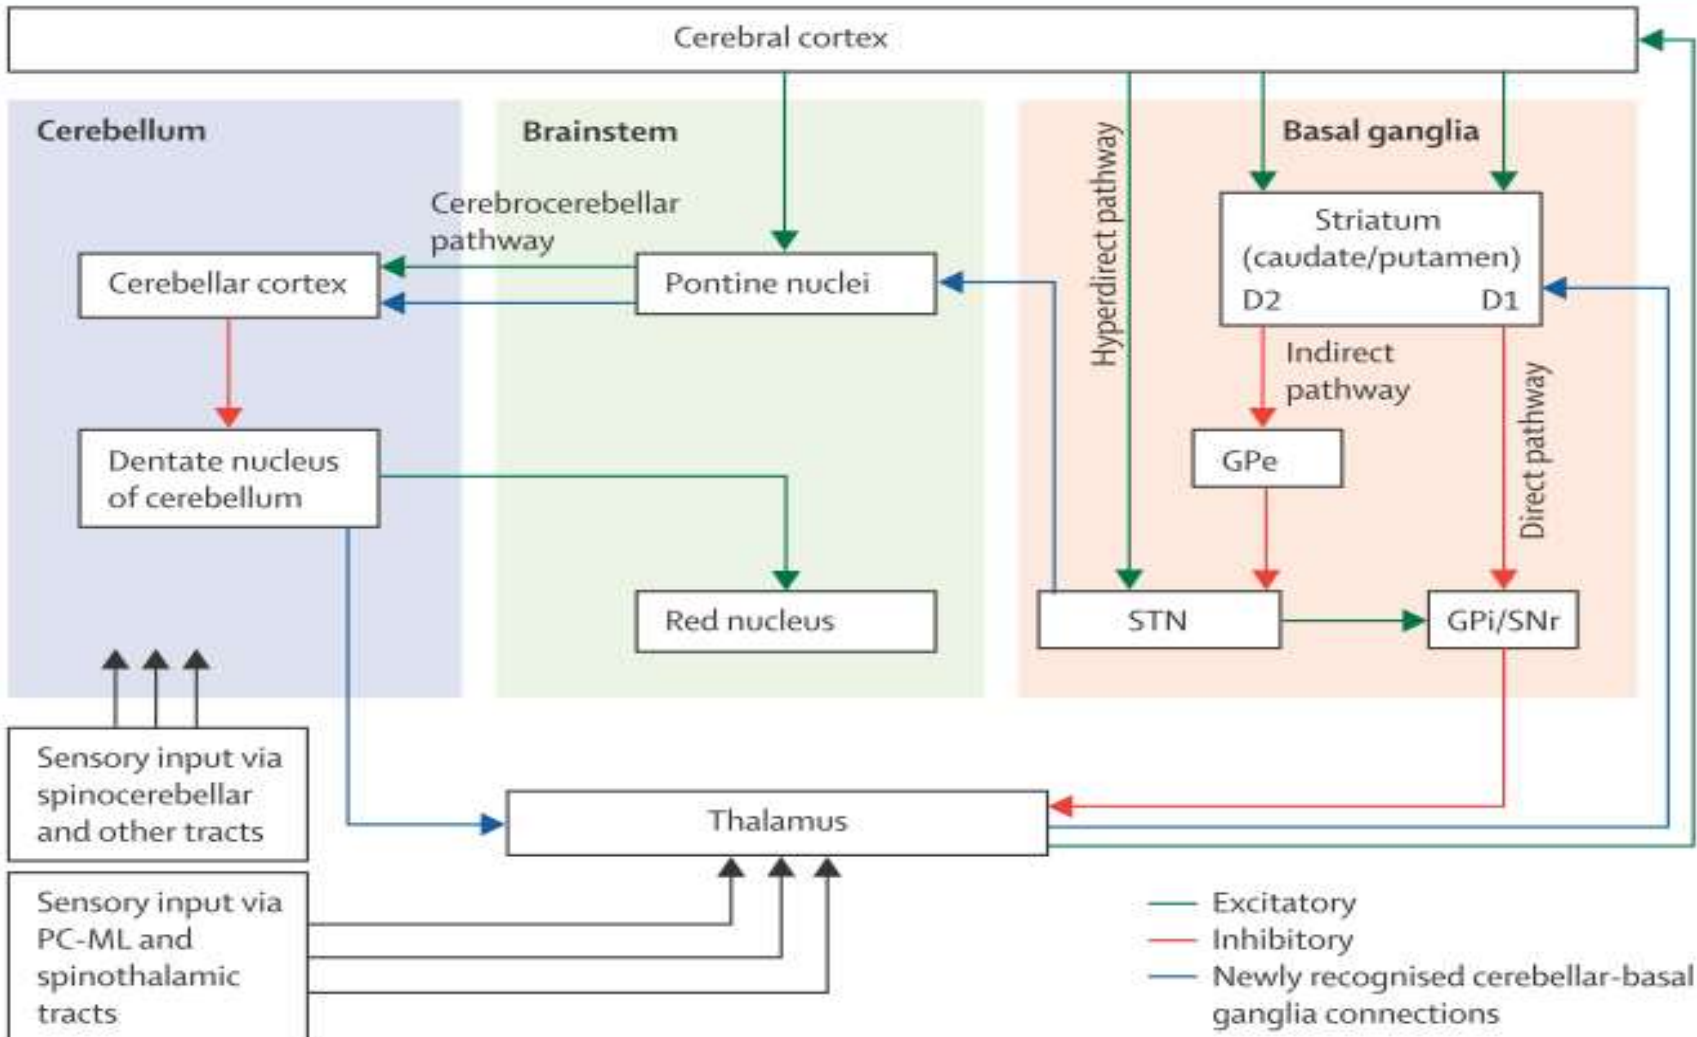 Cerebral cortex
Cerebellum
Brainstem
Basal ganglia
Cerebrocerebellar
pathway
Hyperdirect pathway
Striatum
(caudate/putamen)
D2
D1
Cerebellar cortex
Pontine nuclei
Indirect
pathway
Direct pathway
Dentate nucleus
of cerebellum
GPe
Red nucleus
STN
GPi/SNr
Sensory input via
spinocerebellar
and other tracts
Thalamus
Sensory input via
PC-ML and
spinothalamic
tracts
Excitatory
Inhibitory
Newly recognised cerebellar-basal
ganglia connections